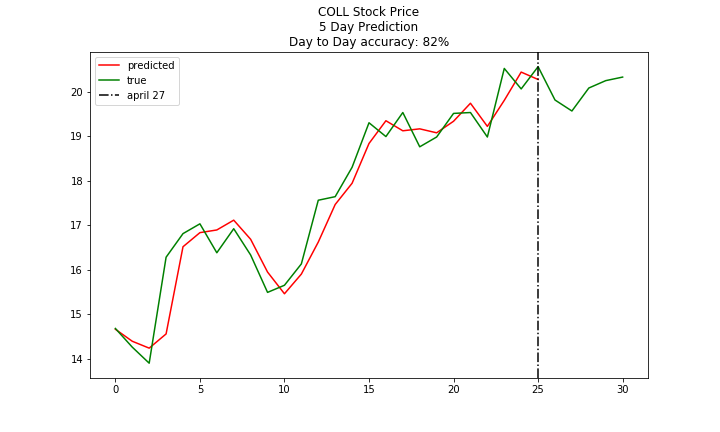 COLL Stock Price
5 Day Prediction
Day to Day accuracy: 82%
predicted
true
april 27
20
19
18
17
16
15
14
0 5 10 15 20 25 30